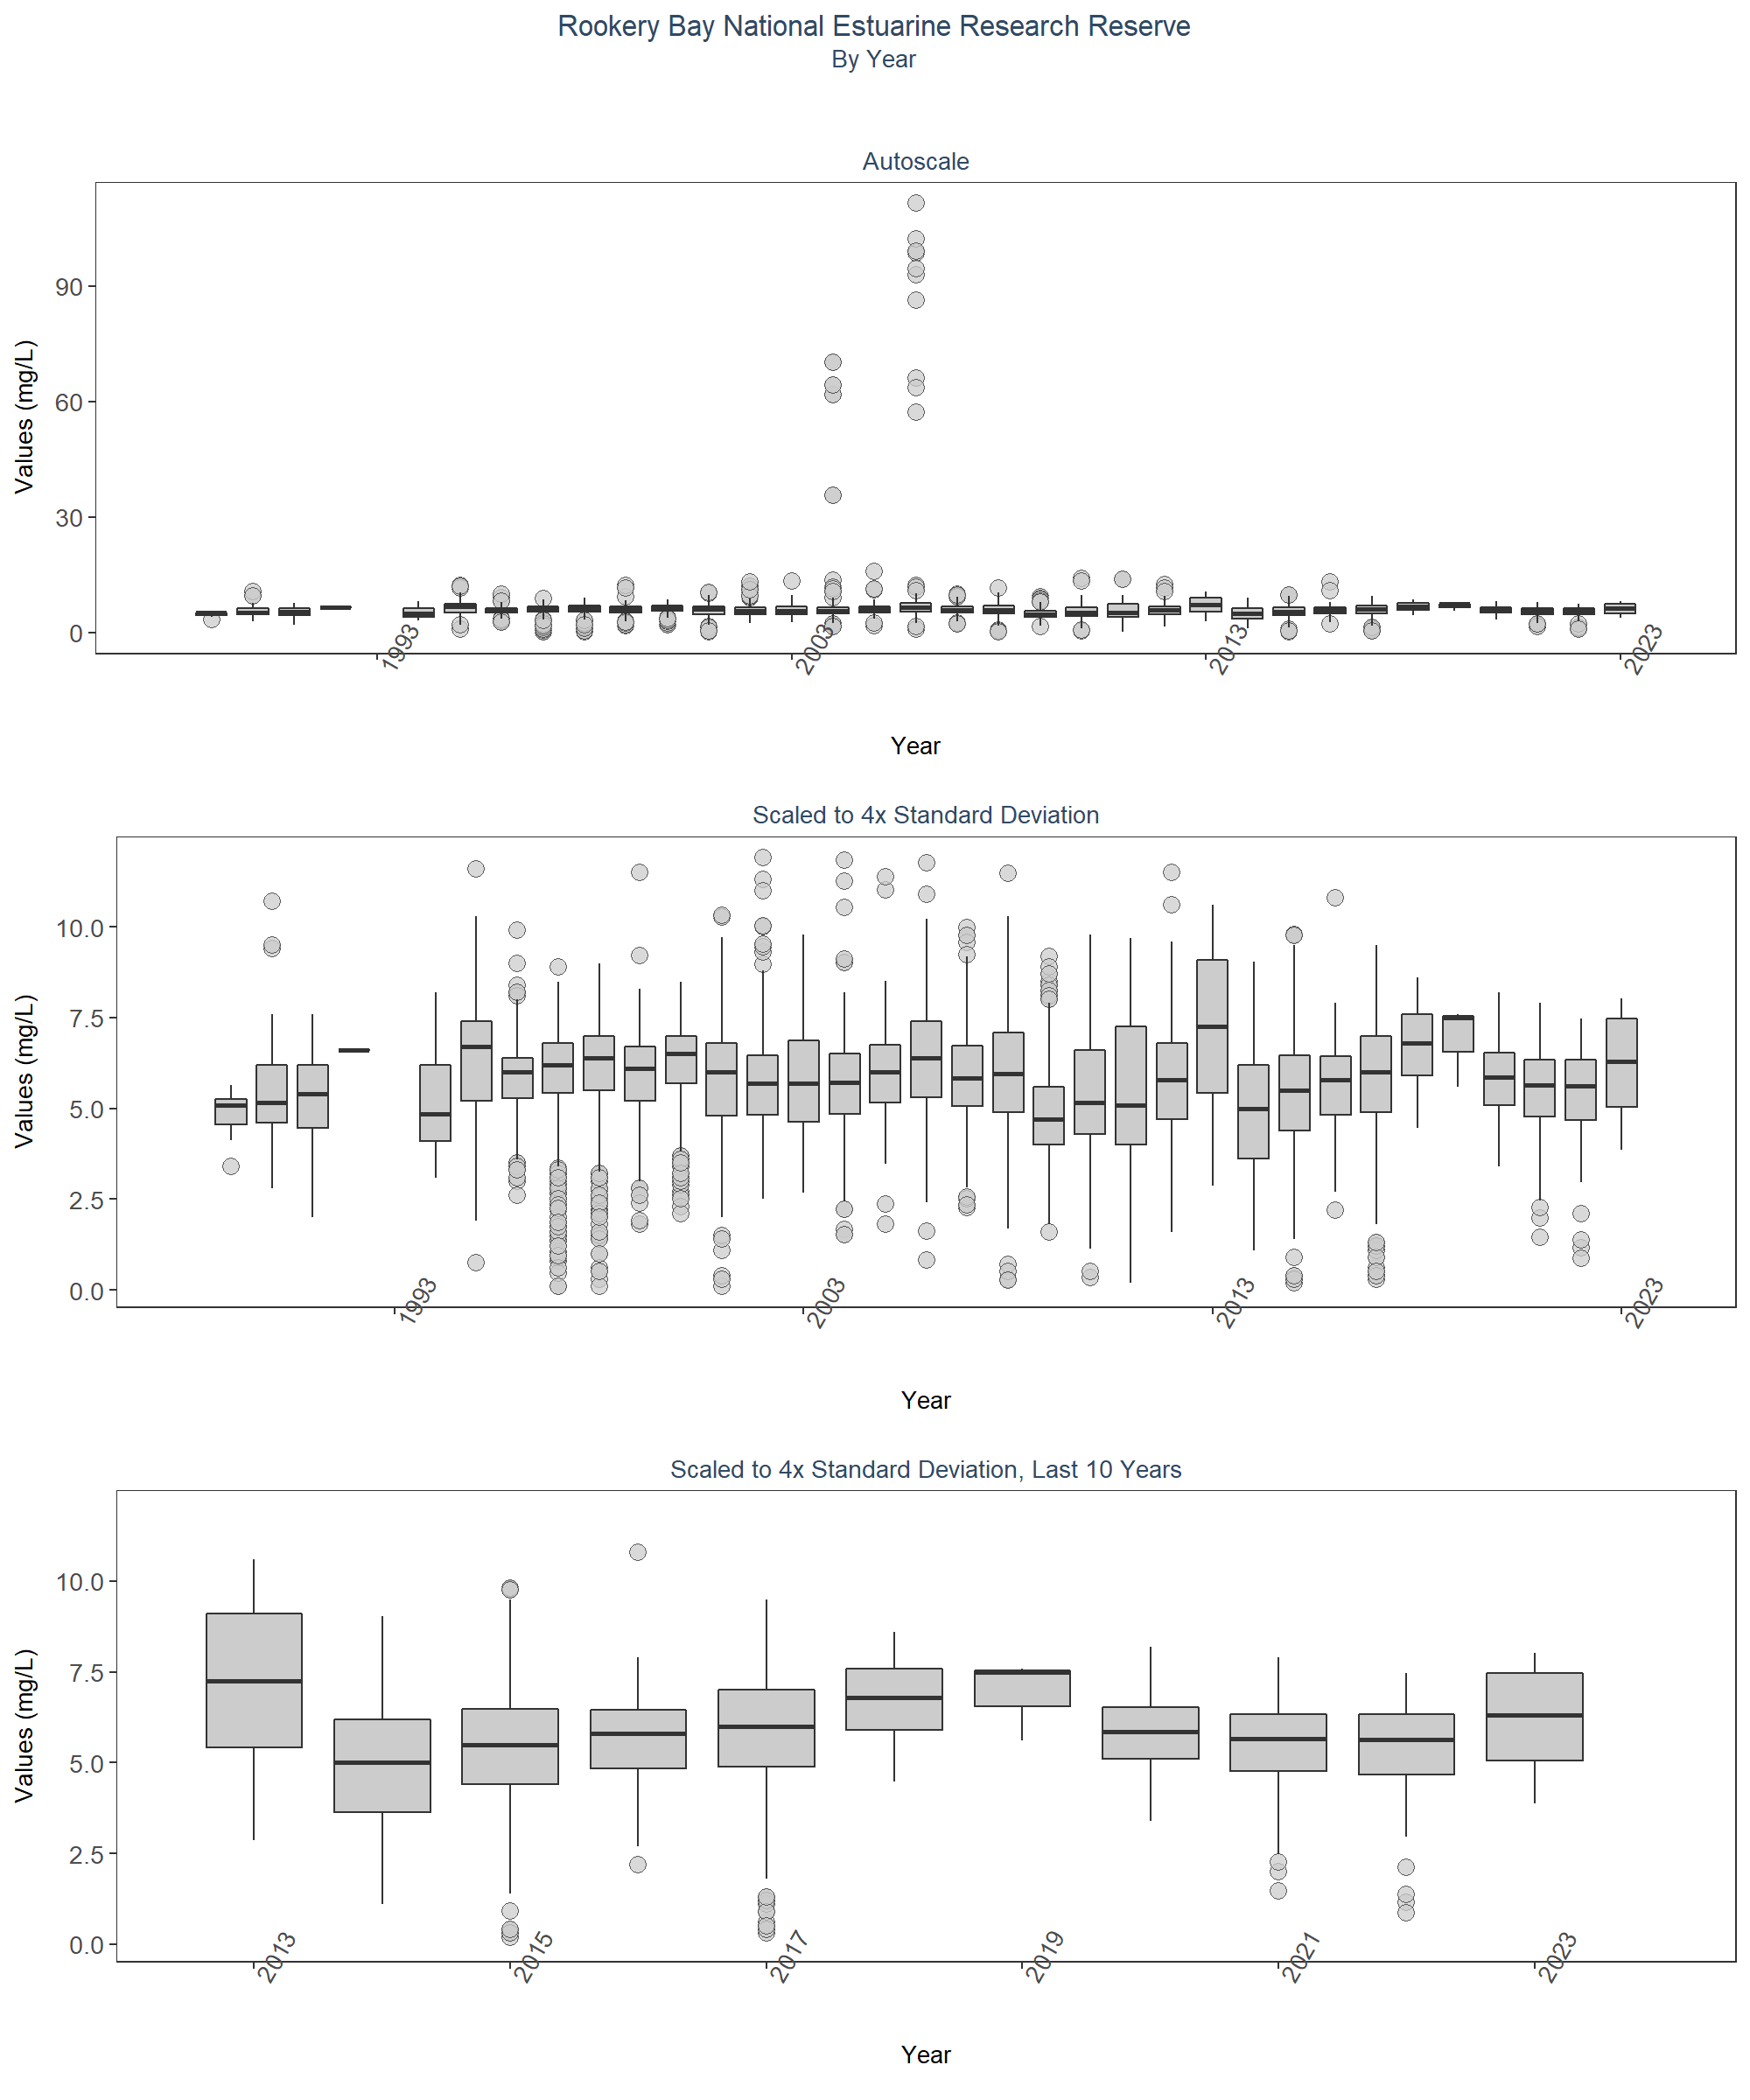 Rookery Bay National Estuarine Research Reserve
By Year
Autoscale
Values (mg/L)
90
60
30
0
1993
2003
2013
2023
Year
Scaled to 4x Standard Deviation
Values (mg/L)
10.0
7.5
5.0
2.5
0.0
1993
2003
2013
2023
Year
Scaled to 4x Standard Deviation, Last 10 Years
Values (mg/L)
10.0
7.5
5.0
2.5
0.0
2013
2015
2017
2019
2021
2023
Year